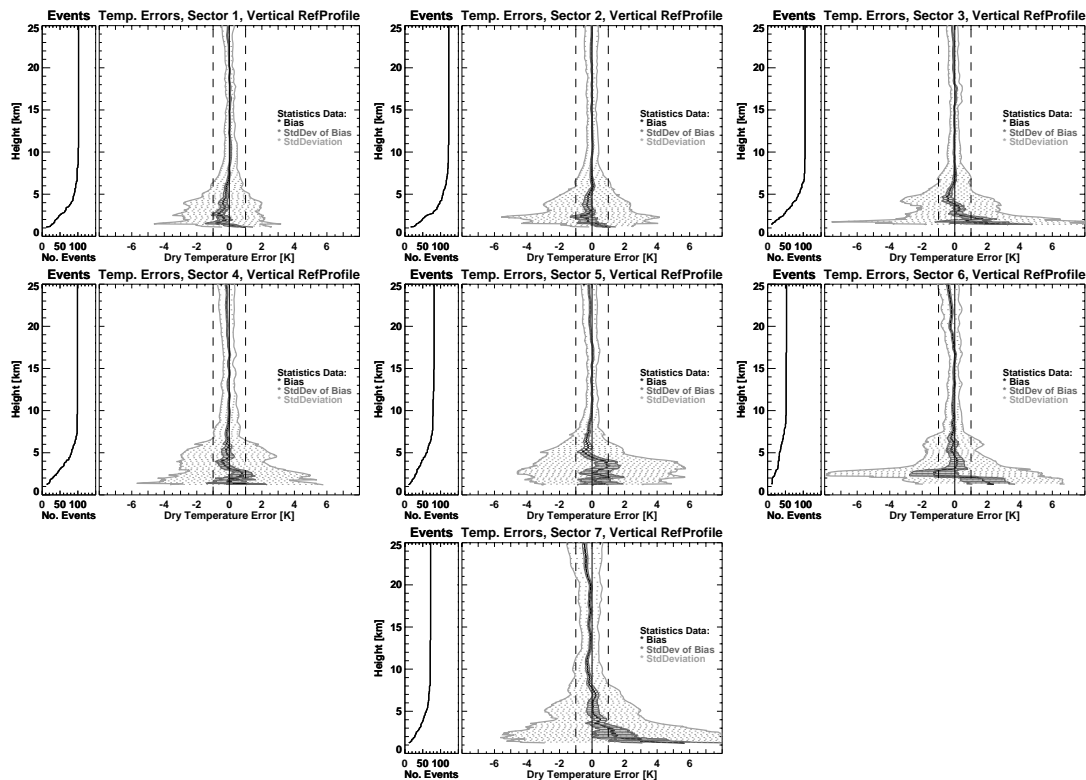 Events Temp. Errors, Sector 1, Vertical RefProfile
25
20
15
10
5
0
Height [km]
Statistics Data:
* Bias
* StdDev of Bias
* StdDeviation
0 50 100 -6 -4 -2 0 2 4 6
No. Events Dry Temperature Error [K]
Events Temp. Errors, Sector 2, Vertical RefProfile
25
20
15
10
5
0
Height [km]
Statistics Data:
* Bias
* StdDev of Bias
* StdDeviation
0 50 100 -6 -4 -2 0 2 4 6
No. Events Dry Temperature Error [K]
Events Temp. Errors, Sector 3, Vertical RefProfile
25
20
15
10
5
0
Height [km]
Statistics Data:
* Bias
* StdDev of Bias
* StdDeviation
0 50 100 -6 -4 -2 0 2 4 6
No. Events Dry Temperature Error [K]
Events Temp. Errors, Sector 4, Vertical RefProfile
25
20
15
10
5
0
Height [km]
Statistics Data:
* Bias
* StdDev of Bias
* StdDeviation
0 50 100 -6 -4 -2 0 2 4 6
No. Events Dry Temperature Error [K]
Events Temp. Errors, Sector 5, Vertical RefProfile
25
20
15
10
5
0
Height [km]
Statistics Data:
* Bias
* StdDev of Bias
* StdDeviation
0 50 100 -6 -4 -2 0 2 4 6
No. Events Dry Temperature Error [K]
Events Temp. Errors, Sector 6, Vertical RefProfile
25
20
15
10
5
0
Height [km]
Statistics Data:
* Bias
* StdDev of Bias
* StdDeviation
0 50 100 -6 -4 -2 0 2 4 6
No. Events Dry Temperature Error [K]
Events Temp. Errors, Sector 7, Vertical RefProfile
25
20
15
10
5
0
Height [km]
Statistics Data:
* Bias
* StdDev of Bias
* StdDeviation
0 50 100 -6 -4 -2 0 2 4 6
No. Events Dry Temperature Error [K]